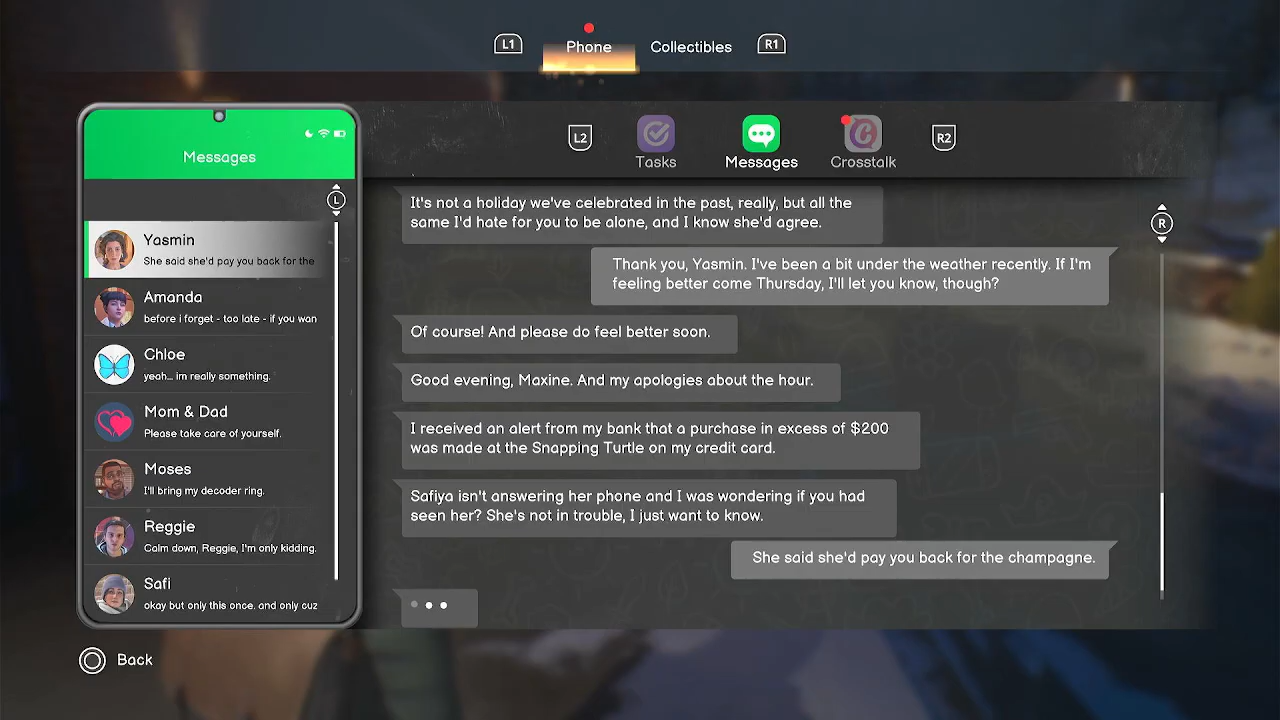 L1
Phone
Collectibles
R1
L2
Tasks
Messages
Crosstalk
R2
Messages
L
Yasmin
She said she'd pay you back for the
Amanda
before i forget - too late - if you wan
Chloe
yeah... im really something.
Mom & Dad
Please take care of yourself.
Moses
I'll bring my decoder ring.
Reggie
Calm down, Reggie, I'm only kidding.
Safi
okay but only this once. and only cuz
It's not a holiday we've celebrated in the past, really, but all the
same I'd hate for you to be alone, and I know she'd agree.
R
Thank you, Yasmin. I've been a bit under the weather recently. If I'm
feeling better come Thursday, I'll let you know, though?
Of course! And please do feel better soon.
Good evening, Maxine. And my apologies about the hour.
I received an alert from my bank that a purchase in excess of $200
was made at the Snapping Turtle on my credit card.
Safiya isn't answering her phone and I was wondering if you had
seen her? She's not in trouble, I just want to know.
She said she'd pay you back for the champagne.
Back